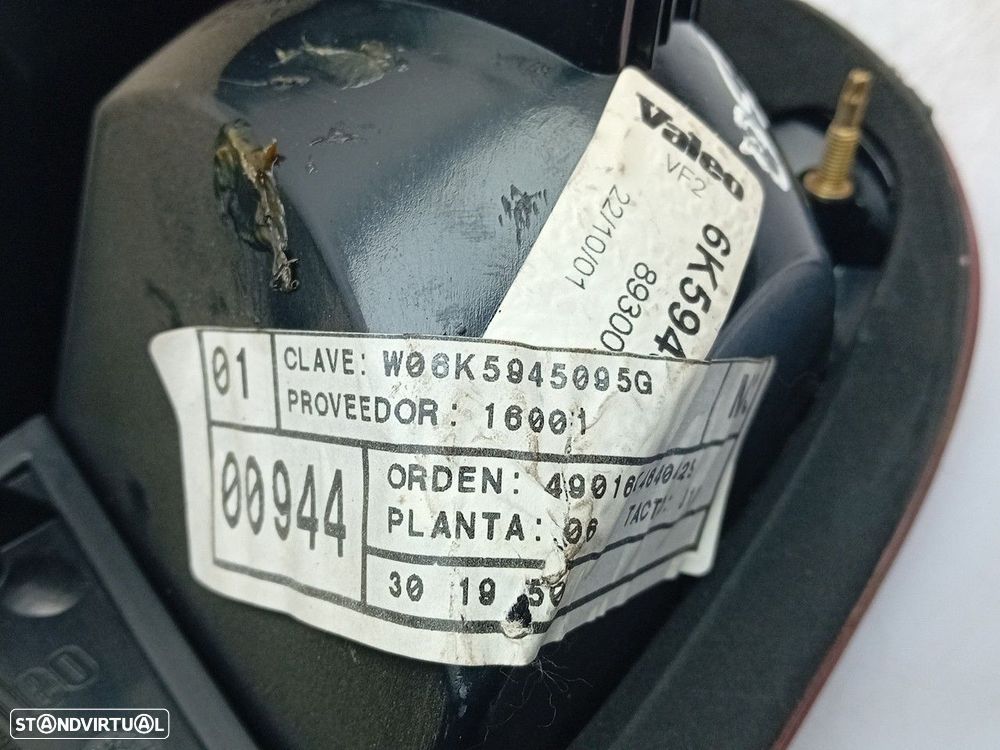 Valeo
VF2
22/10/01
6K594
89300
01
CLAVE: W06K5945095G
PROVEEDOR: 16001
00944
ORDEN:
PLANTA: 06
30 19 50
STANDVIRTUAL